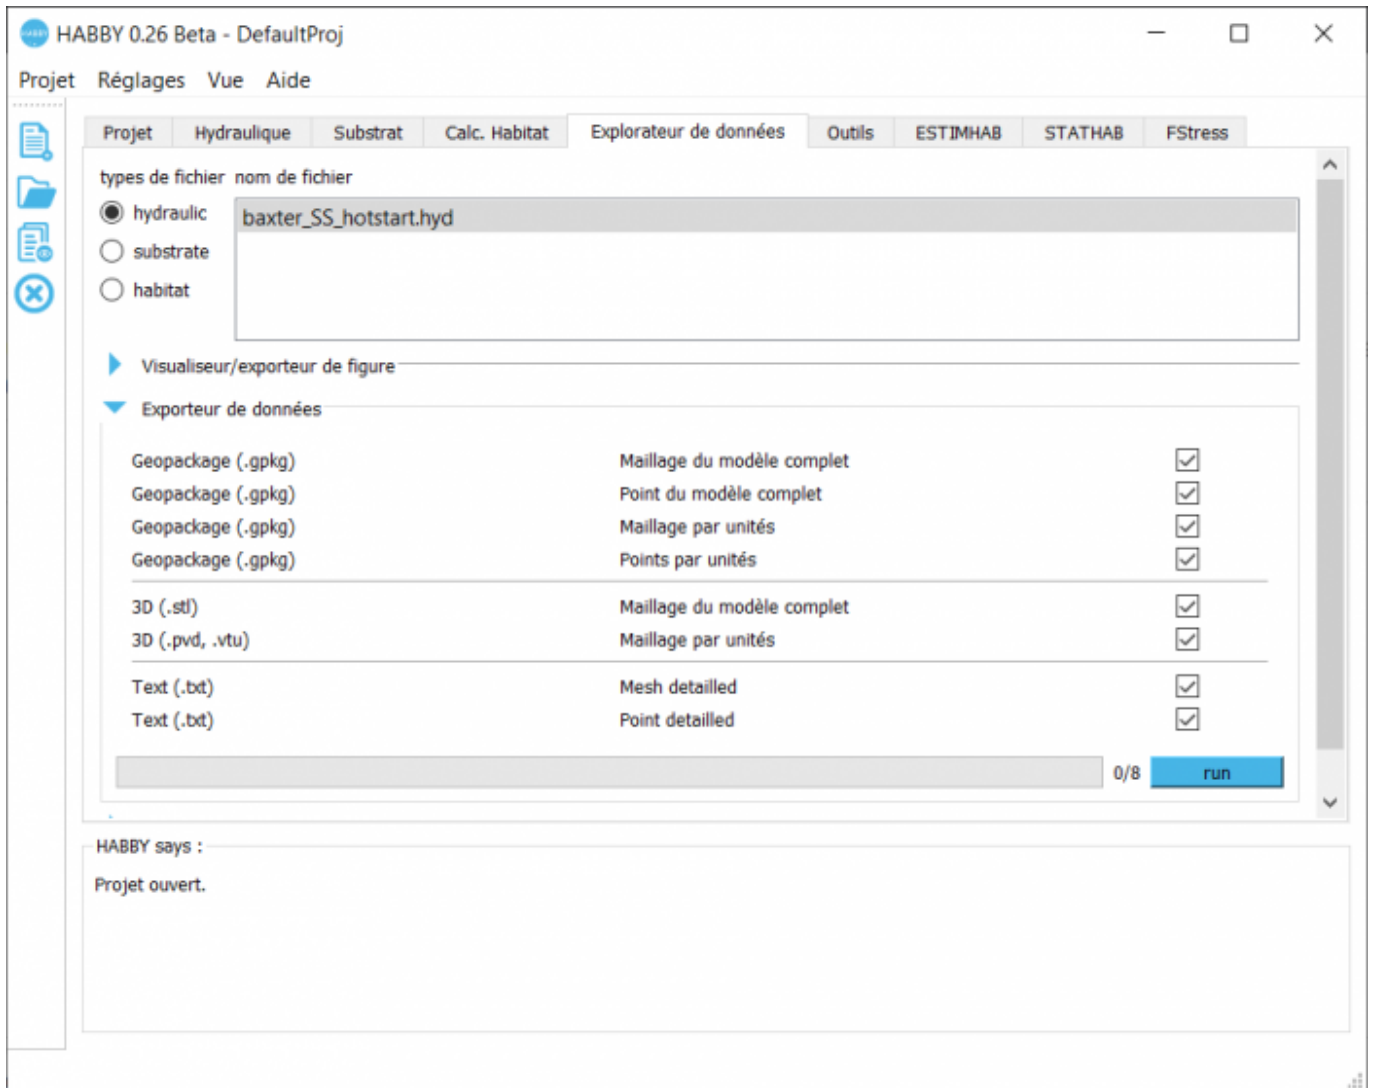 HABBY 0.26 Beta - DefaultProj
Projet Réglages Vue Aide
Projet Hydraulique Substrat Calc. Habitat Explorateur de données Outils ESTIMHAB STATHAB FStress
types de fichier nom de fichier
hydraulic baxter_SS_hotstart.hyd
substrate
habitat
Visualiseur/exporteur de figure
Exporteur de données
Geopackage (.gpkg) Maillage du modèle complet
Geopackage (.gpkg) Point du modèle complet
Geopackage (.gpkg) Maillage par unités
Geopackage (.gpkg) Points par unités
3D (.stl) Maillage du modèle complet
3D (.pvd, .vtu) Maillage par unités
Text (.txt) Mesh detailled
Text (.txt) Point detailled
0/8 run
HABBY says :
Projet ouvert.